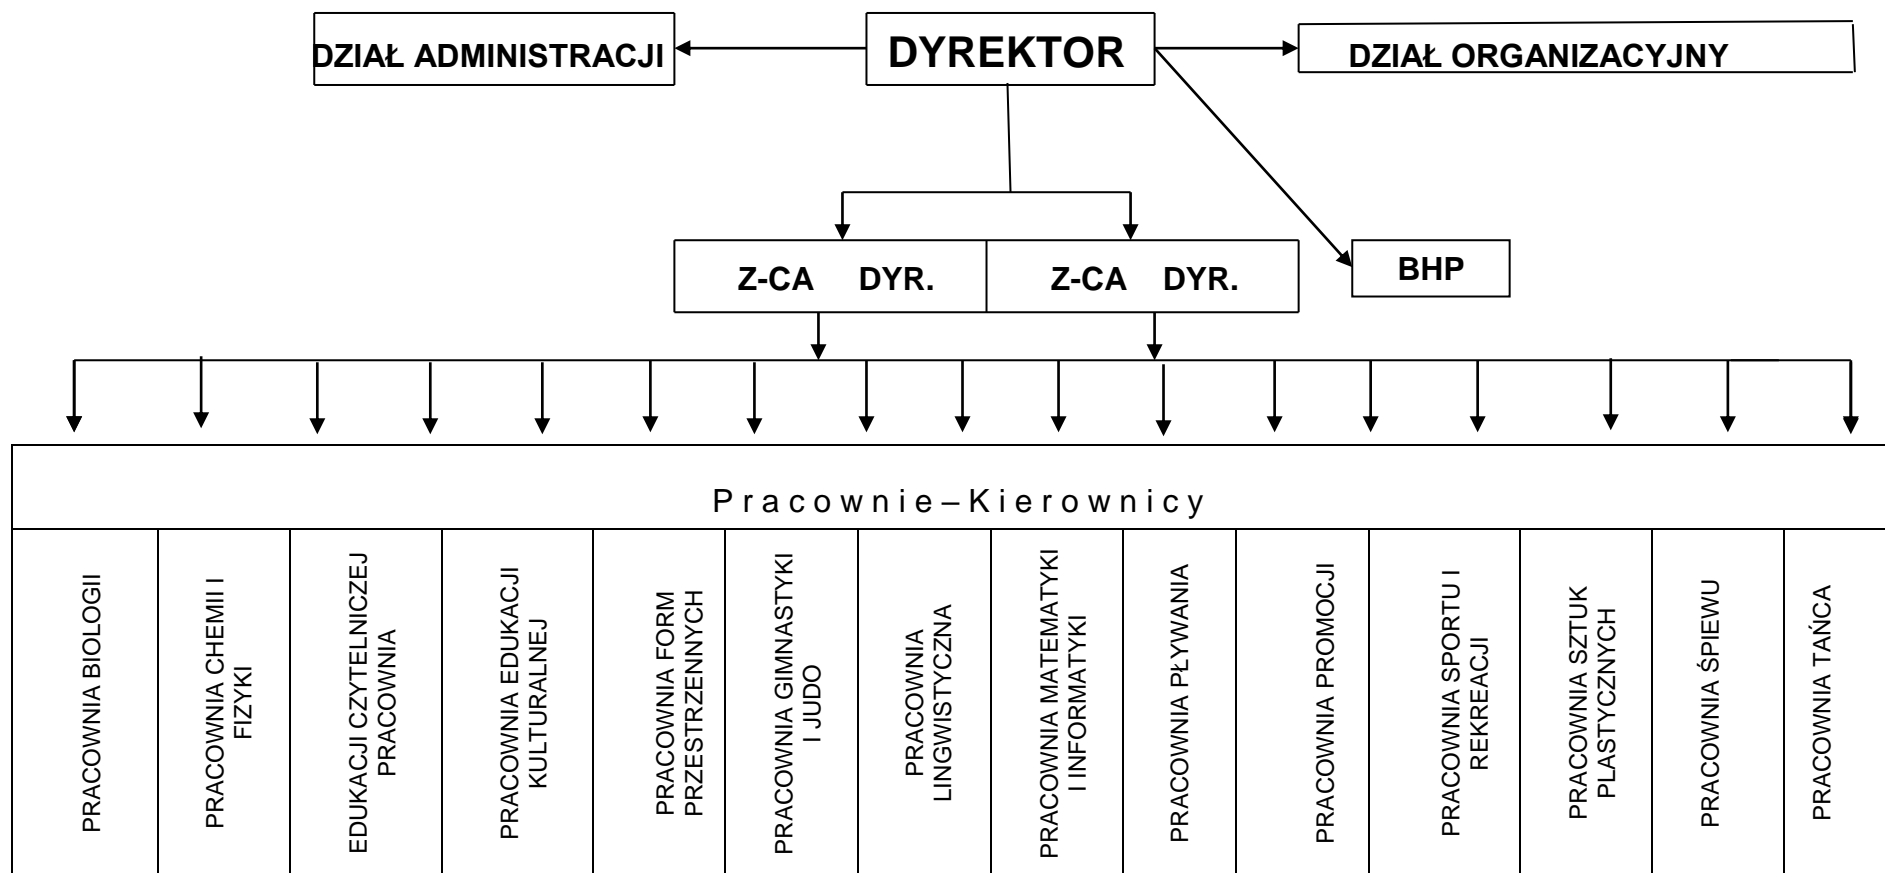 DZIAŁ ADMINISTRACJI
DYREKTOR
DZIAŁ ORGANIZACYJNY
Z-CA DYR.
Z-CA DYR.
BHP
Pracownie–Kierownicy
PRACOWNIA BIOLOGII
PRACOWNIA CHEMII I
FIZYKI
EDUKACJI CZYTELNICZEJ
PRACOWNIA
PRACOWNIA EDUKACJI
KULTURALNEJ
PRACOWNIA FORM
PRZESTRZENNYCH
PRACOWNIA GIMNASTYKI
I JUDO
PRACOWNIA
LINGWISTYCZNA
PRACOWNIA MATEMATYKI
I INFORMATYKI
PRACOWNIA PŁYWANIA
PRACOWNIA PROMOCJI
PRACOWNIA SPORTU I
REKREACJI
PRACOWNIA SZTUK
PLASTYCZNYCH
PRACOWNIA ŚPIEWU
PRACOWNIA TAŃCA